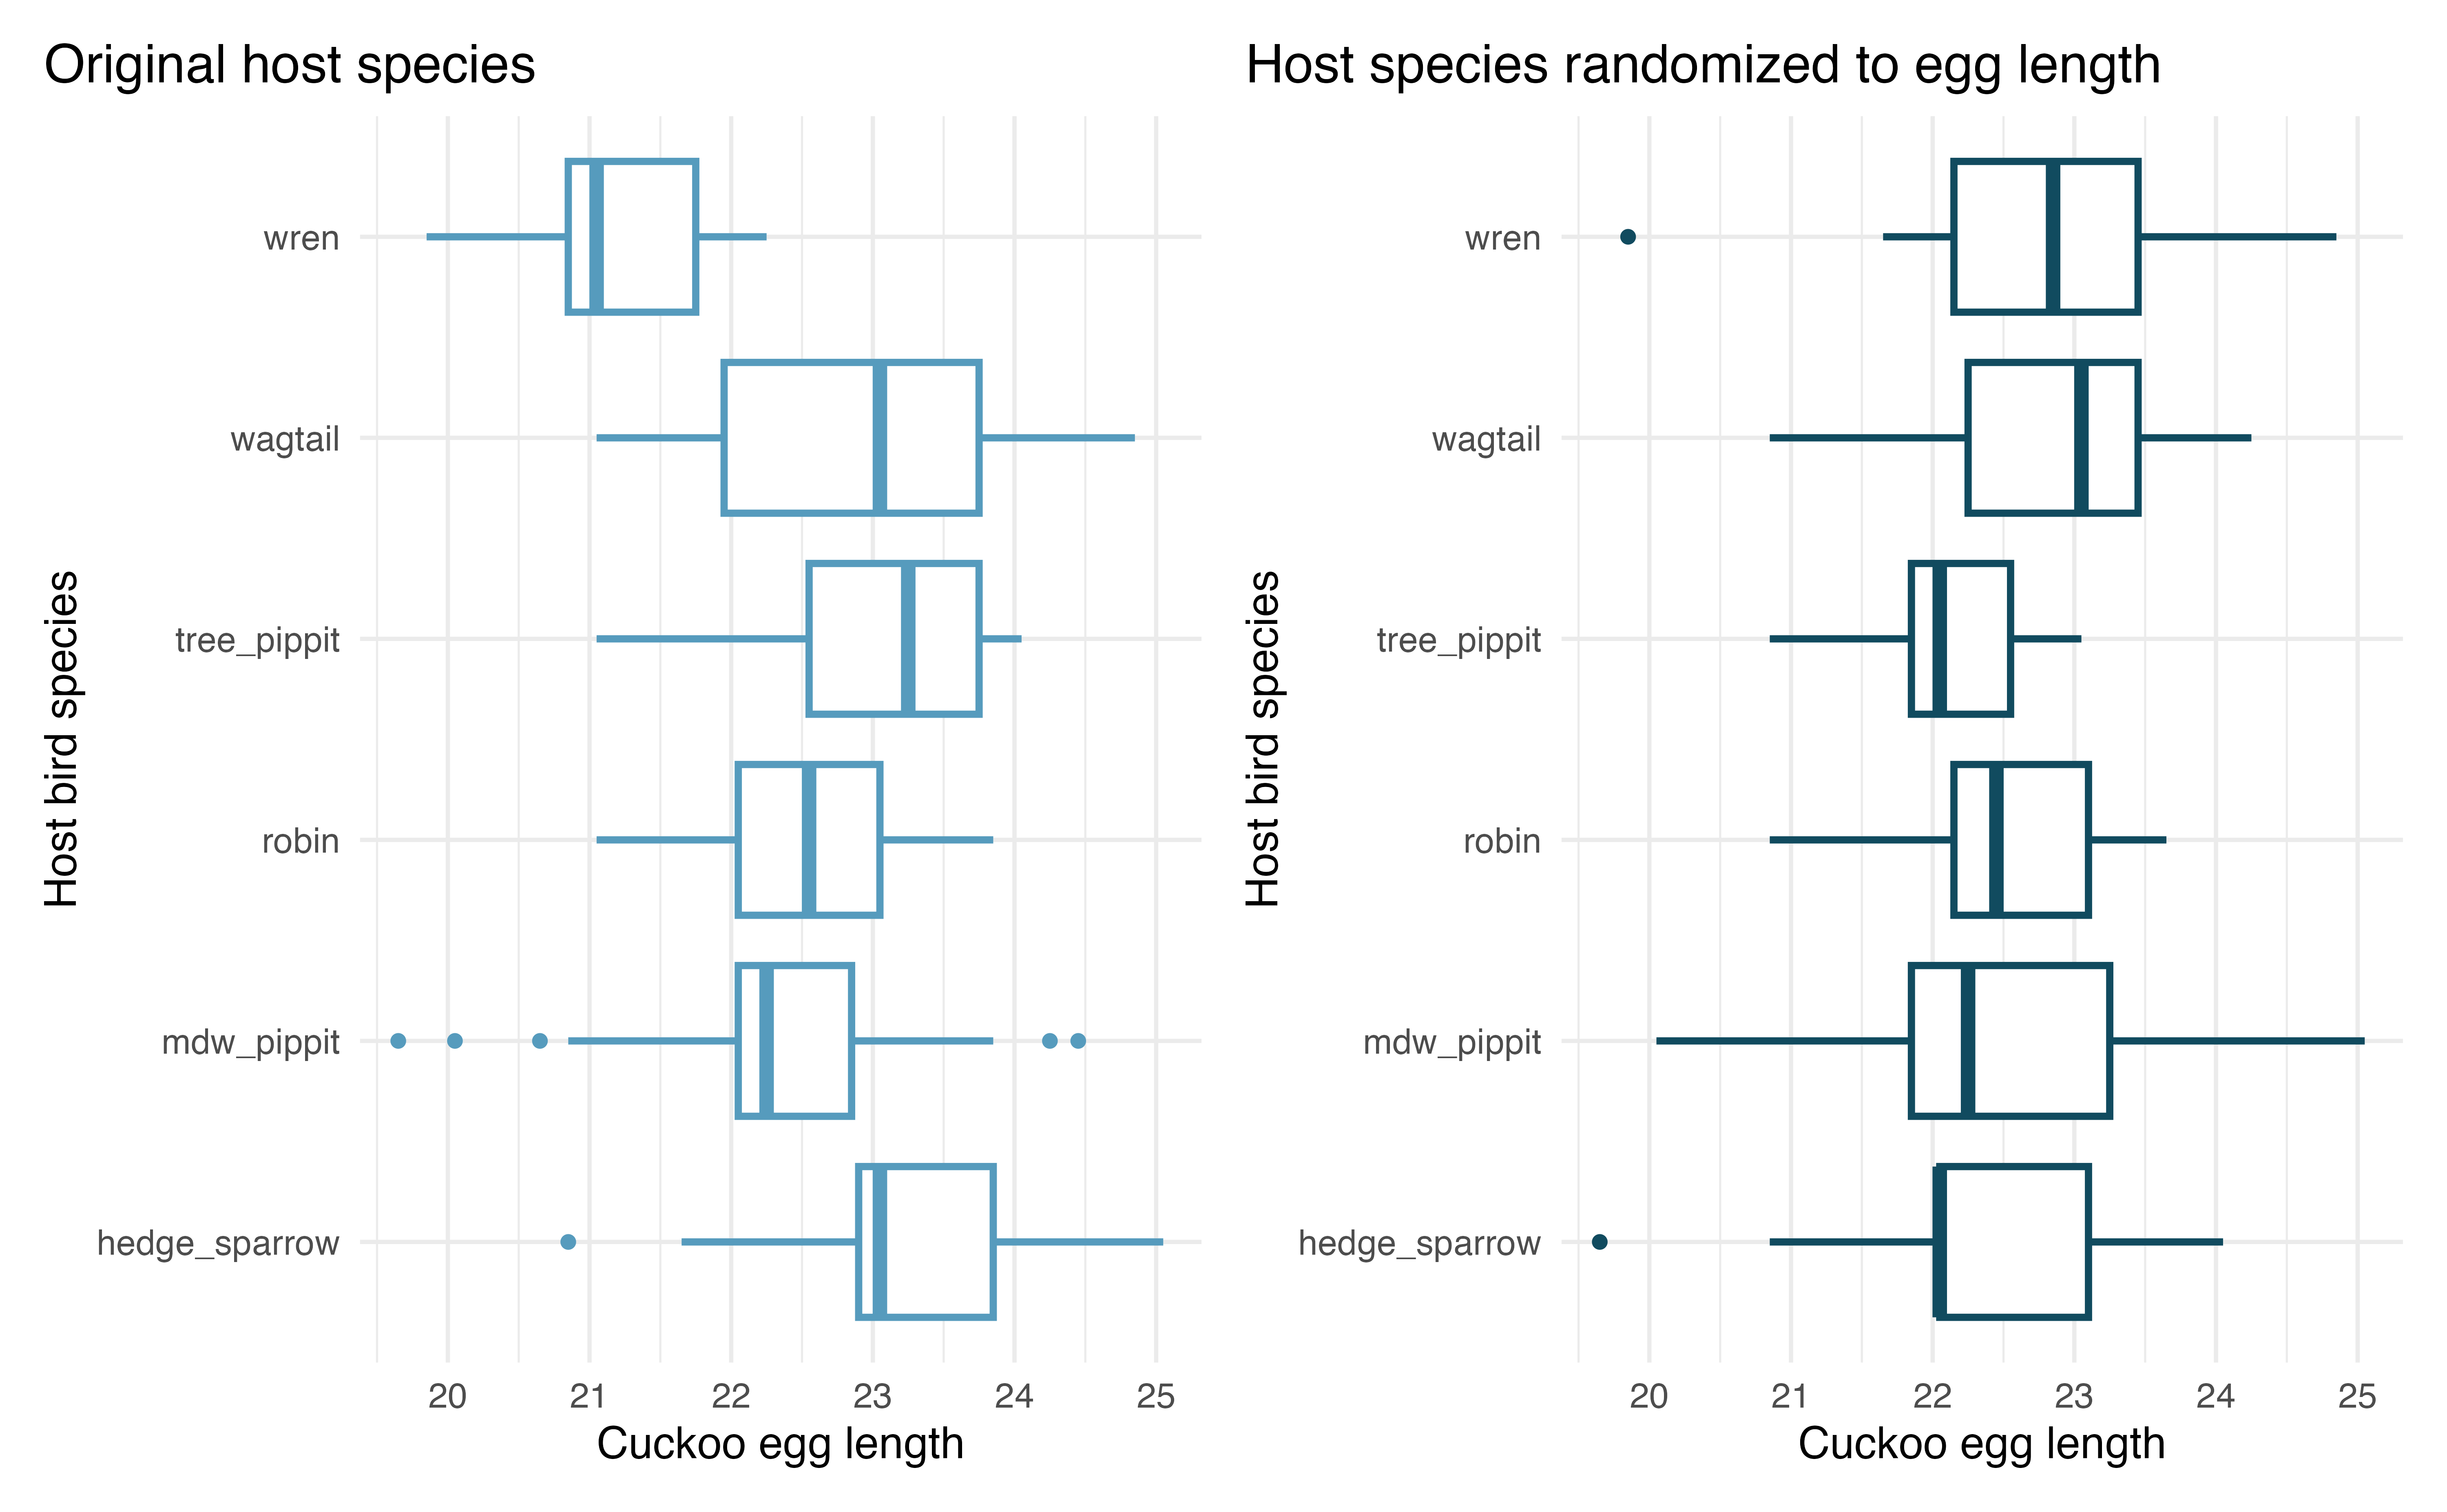 Original host species
Host bird species
wren
wagtail
tree_pippit
robin
mdw_pippit
hedge_sparrow
20 21 22 23 24 25
Cuckoo egg length
Host species randomized to egg length
Host bird species
wren
wagtail
tree_pippit
robin
mdw_pippit
hedge_sparrow
20 21 22 23 24 25
Cuckoo egg length